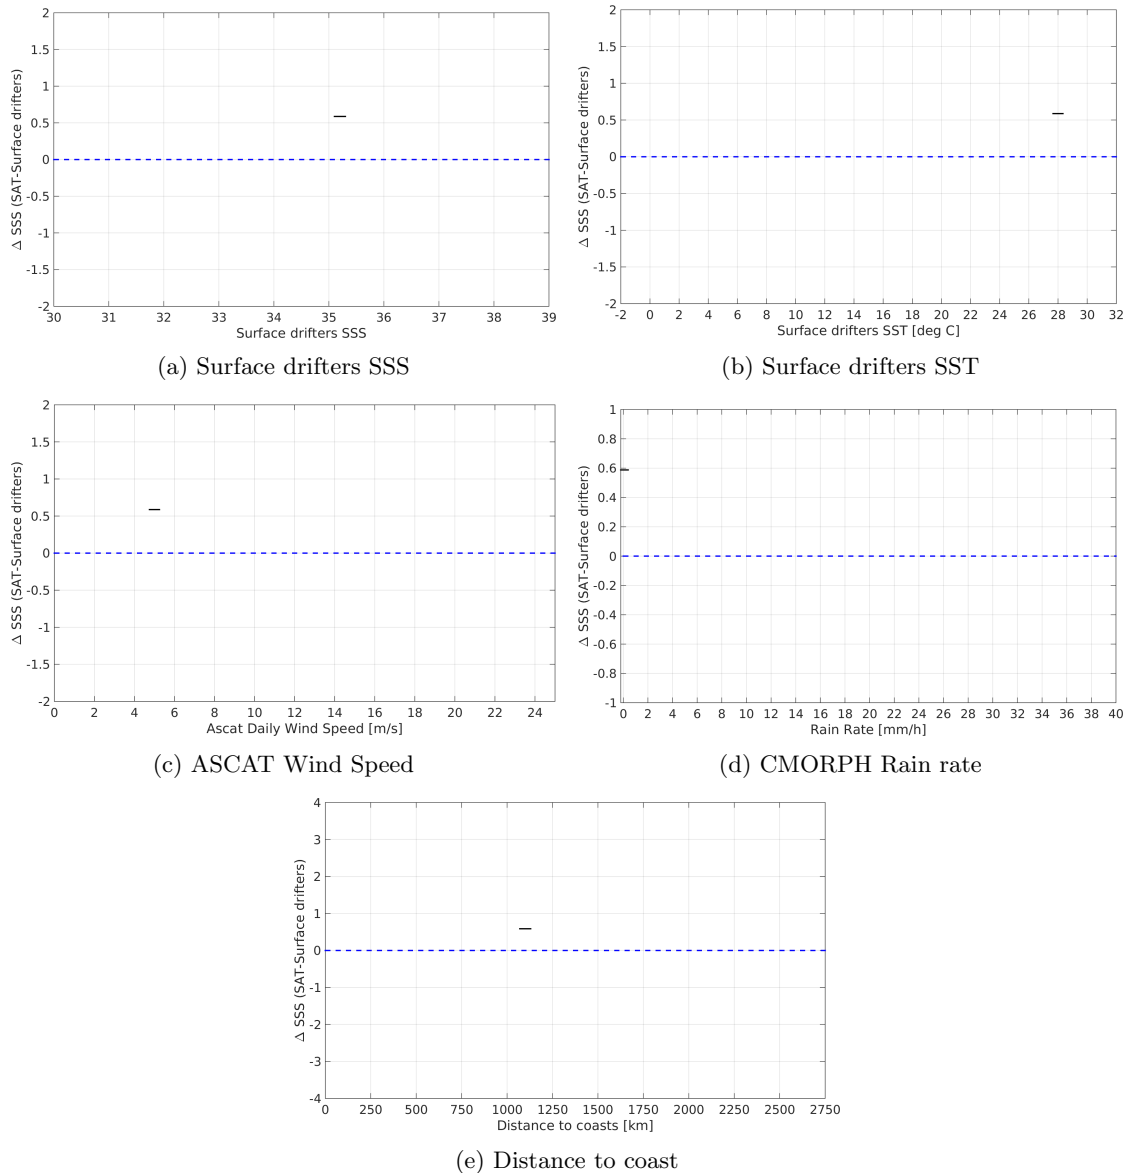 2
1.5
1
0.5
0
-0.5
-1
-1.5
-2
Δ SSS (SAT-Surface drifters)
30 31 32 33 34 35 36 37 38 39
Surface drifters SSS
(a) Surface drifters SSS
2
1.5
1
0.5
0
-0.5
-1
-1.5
-2
Δ SSS (SAT-Surface drifters)
-2 0 2 4 6 8 10 12 14 16 18 20 22 24 26 28 30 32
Surface drifters SST [deg C]
(b) Surface drifters SST
2
1.5
1
0.5
0
-0.5
-1
-1.5
-2
Δ SSS (SAT-Surface drifters)
0 2 4 6 8 10 12 14 16 18 20 22 24
Ascat Daily Wind Speed [m/s]
(c) ASCAT Wind Speed
1
0.8
0.6
0.4
0.2
0
-0.2
-0.4
-0.6
-0.8
-1
Δ SSS (SAT-Surface drifters)
0 2 4 6 8 10 12 14 16 18 20 22 24 26 28 30 32 34 36 38 40
Rain Rate [mm/h]
(d) CMORPH Rain rate
4
3
2
1
0
-1
-2
-3
-4
Δ SSS (SAT-Surface drifters)
0 250 500 750 1000 1250 1500 1750 2000 2250 2500 2750
Distance to coasts [km]
(e) Distance to coast